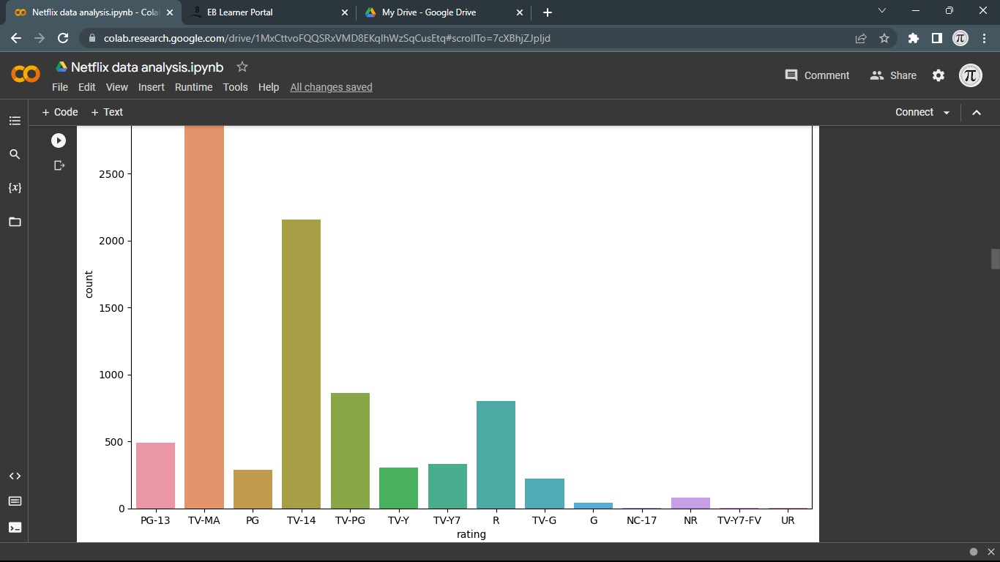 Netflix data analysis.ipynb - Cola
EB Learner Portal
My Drive - Google Drive
colab.research.google.com/drive/1MxCttvoFQQSRxVMD8EKqIhWzSqCusEtq#scrollTo=7cXBhjZJpIjd
Netflix data analysis.ipynb
File Edit View Insert Runtime Tools Help All changes saved
Comment Share
+ Code + Text
Connect
2500
2000
1500
1000
500
0
count
PG-13 TV-MA PG TV-14 TV-PG TV-Y TV-Y7 R TV-G G NC-17 NR TV-Y7-FV UR
rating